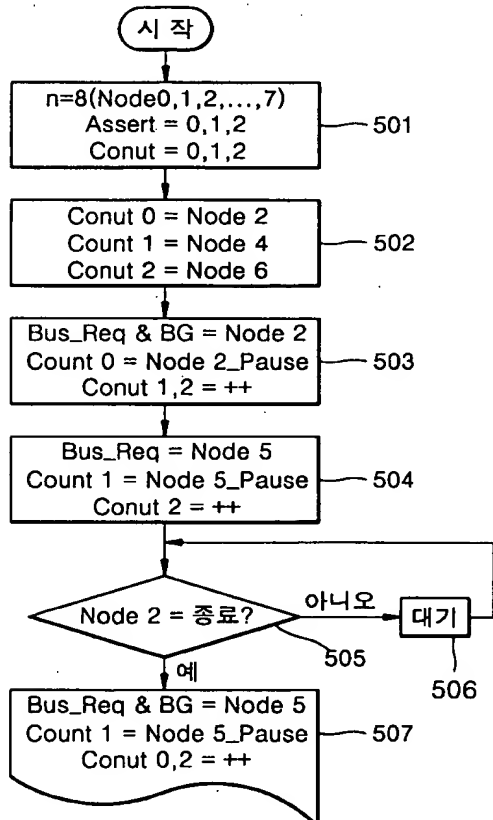 시 작
n=8(Node0,1,2,...,7)
Assert = 0,1,2
Conut = 0,1,2
501
Conut 0 = Node 2
Count 1 = Node 4
Conut 2 = Node 6
502
Bus_Req & BG = Node 2
Count 0 = Node 2_Pause
Conut 1,2 = ++
503
Bus_Req = Node 5
Count 1 = Node 5_Pause
Conut 2 = ++
504
Node 2 = 종료?
505
아니오
대기
506
예
Bus_Req & BG = Node 5
Count 1 = Node 5_Pause
Conut 0,2 = ++
507